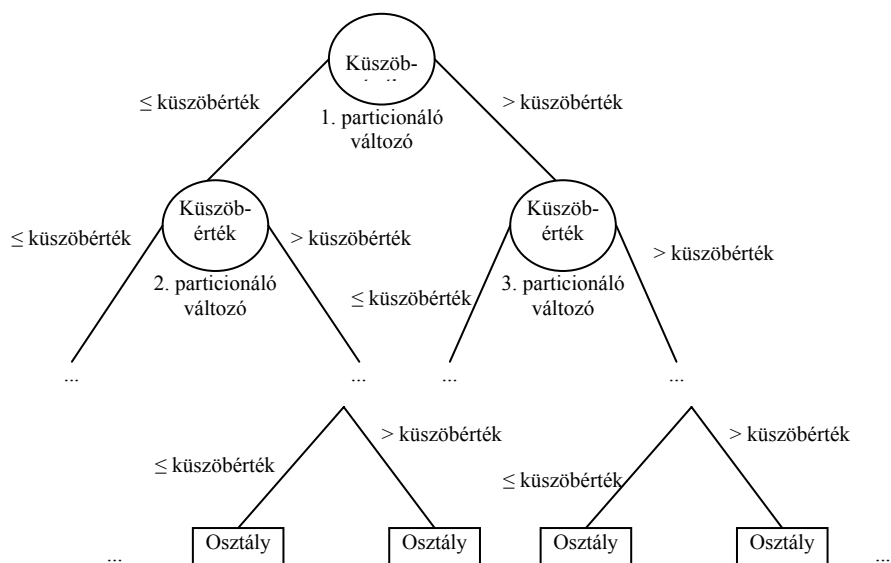 Küszöb-
≤ küszöbérték
> küszöbérték
1. particionáló
változó
Küszöb-
érték
Küszöb-
érték
≤ küszöbérték
> küszöbérték
> küszöbérték
2. particionáló
változó
≤ küszöbérték
3. particionáló
változó
...
...
...
...
> küszöbérték
> küszöbérték
≤ küszöbérték
≤ küszöbérték
Osztály
Osztály
Osztály
Osztály
...
...